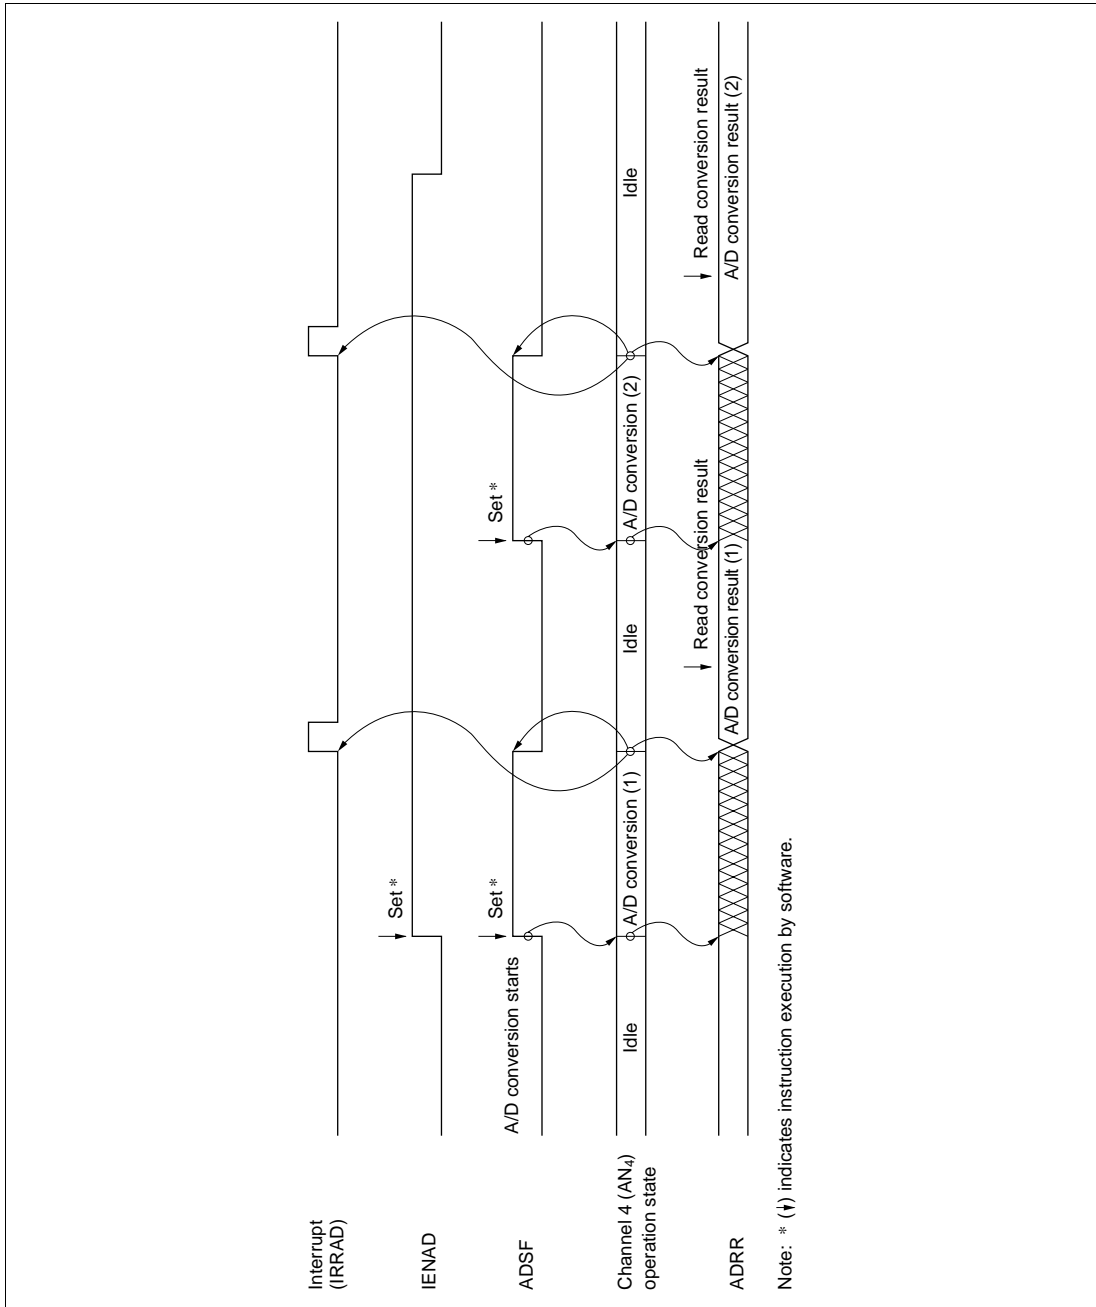 Interrupt
(IRRAD)
IENAD
Set *
ADSF
A/D conversion starts
Set *
Set *
Channel 4 (AN4)
operation state
Idle
A/D conversion (1)
Idle
A/D conversion (2)
Idle
Read conversion result
Read conversion result
ADRR
A/D conversion result (1)
A/D conversion result (2)
Note: * (↓) indicates instruction execution by software.